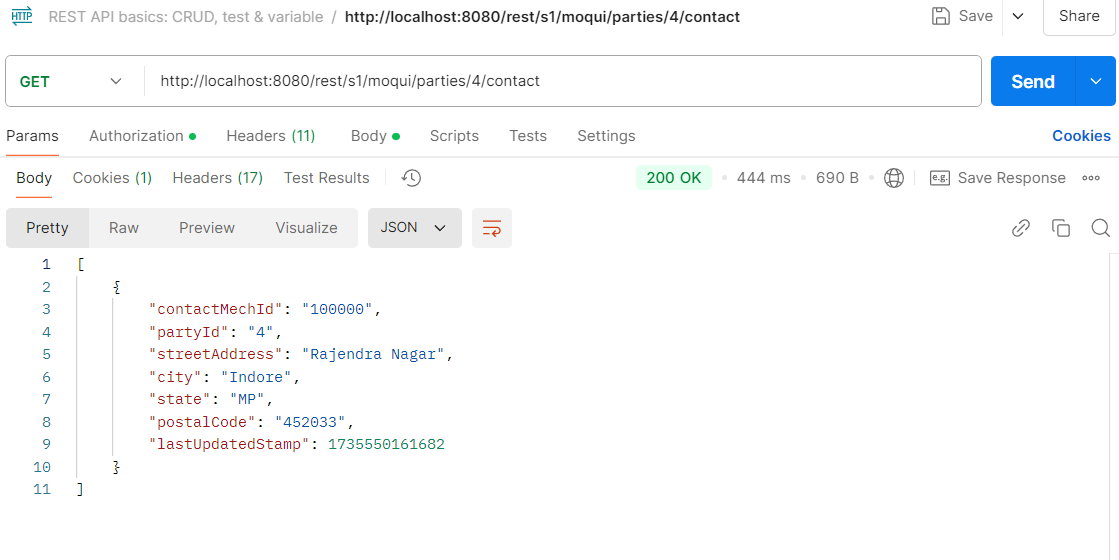 HTTP REST API basics: CRUD, test & variable / http://localhost:8080/rest/s1/moqui/parties/4/contact Save Share
GET http://localhost:8080/rest/s1/moqui/parties/4/contact Send
Params Authorization Headers (11) Body Scripts Tests Settings Cookies
Body Cookies (1) Headers (17) Test Results 200 OK 444 ms 690 B e.g. Save Response
Pretty Raw Preview Visualize JSON
1 [
2 {
3 "contactMechId": "100000",
4 "partyId": "4",
5 "streetAddress": "Rajendra Nagar",
6 "city": "Indore",
7 "state": "MP",
8 "postalCode": "452033",
9 "lastUpdatedStamp": 1735550161682
10 }
11 ]